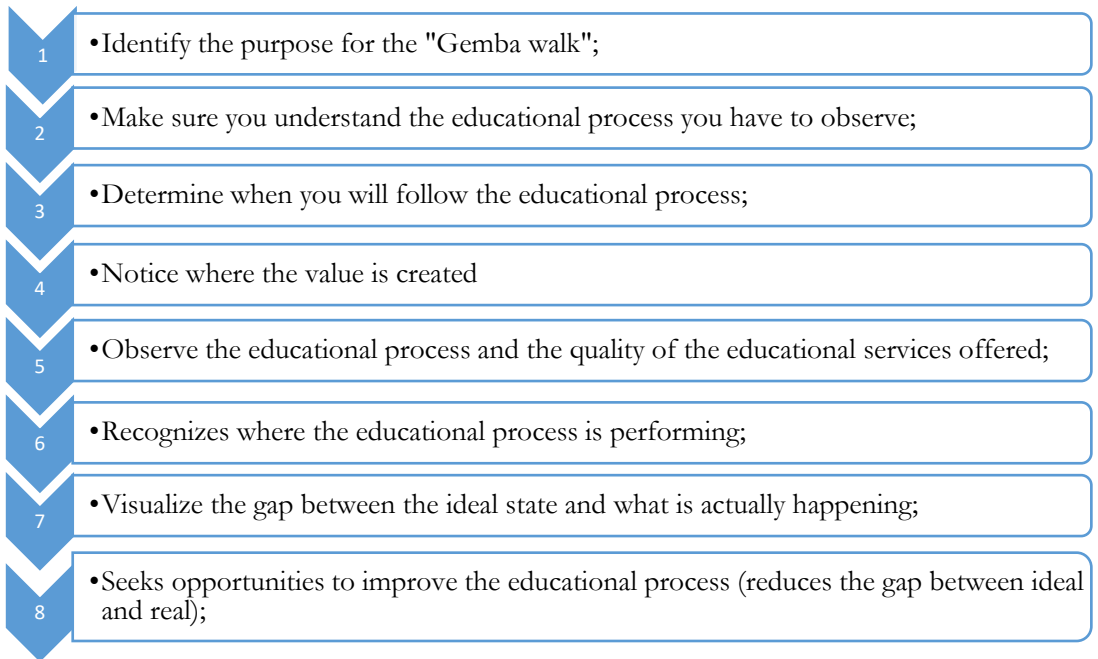 1
•Identify the purpose for the "Gemba walk";
2
•Make sure you understand the educational process you have to observe;
3
•Determine when you will follow the educational process;
4
•Notice where the value is created
5
•Observe the educational process and the quality of the educational services offered;
6
•Recognizes where the educational process is performing;
7
•Visualize the gap between the ideal state and what is actually happening;
8
•Seeks opportunities to improve the educational process (reduces the gap between ideal
and real);